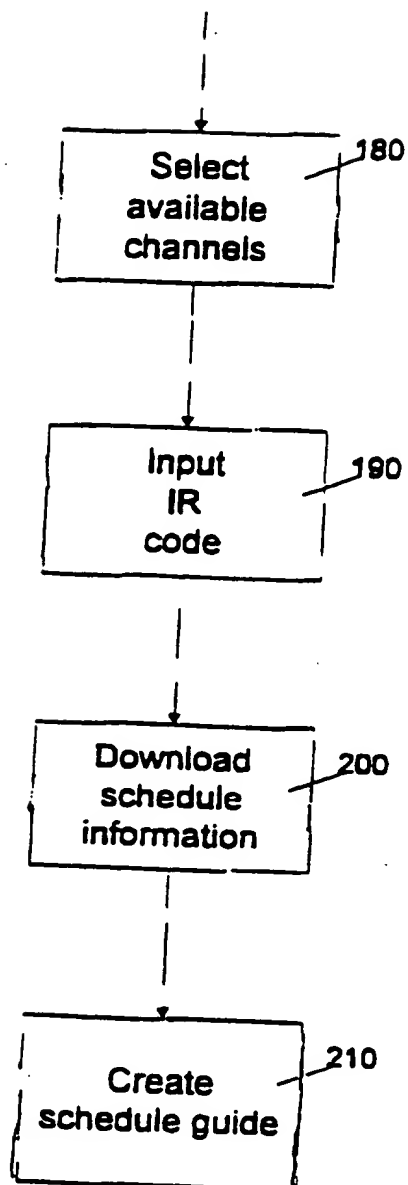 180
Select
available
channels
190
Input
IR
code
200
Download
schedule
information
210
Create
schedule guide